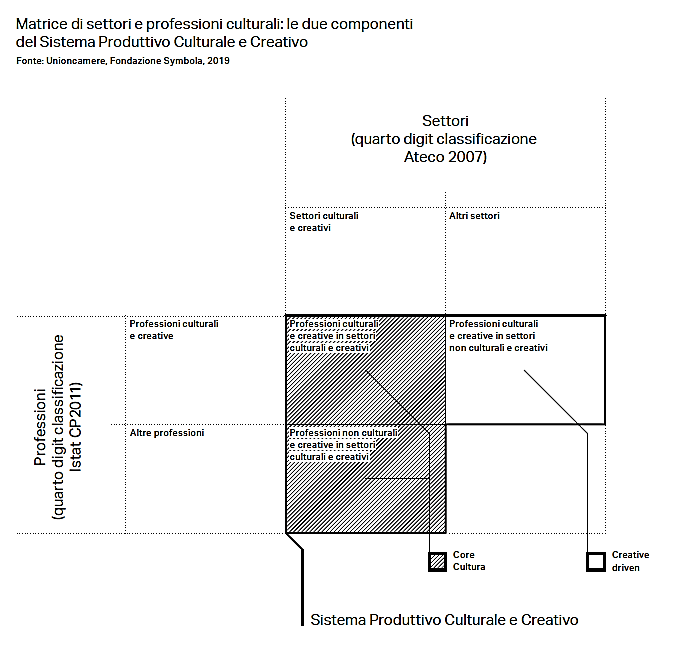 Matrice di settori e professioni culturali: le due componenti
del Sistema Produttivo Culturale e Creativo
Fonte: Unioncamere, Fondazione Symbola, 2019
Settori
(quarto digit classificazione
Ateco 2007)
Settori culturali
e creativi
Altri settori
Professioni
(quarto digit classificazione
Istat CP2011)
Professioni culturali
e creative
Professioni culturali
e creative in settori
culturali e creativi
Professioni culturali
e creative in settori
non culturali e creativi
Altre professioni
Professioni non culturali
e creative in settori
culturali e creativi
Core
Cultura
Creative
driven
Sistema Produttivo Culturale e Creativo